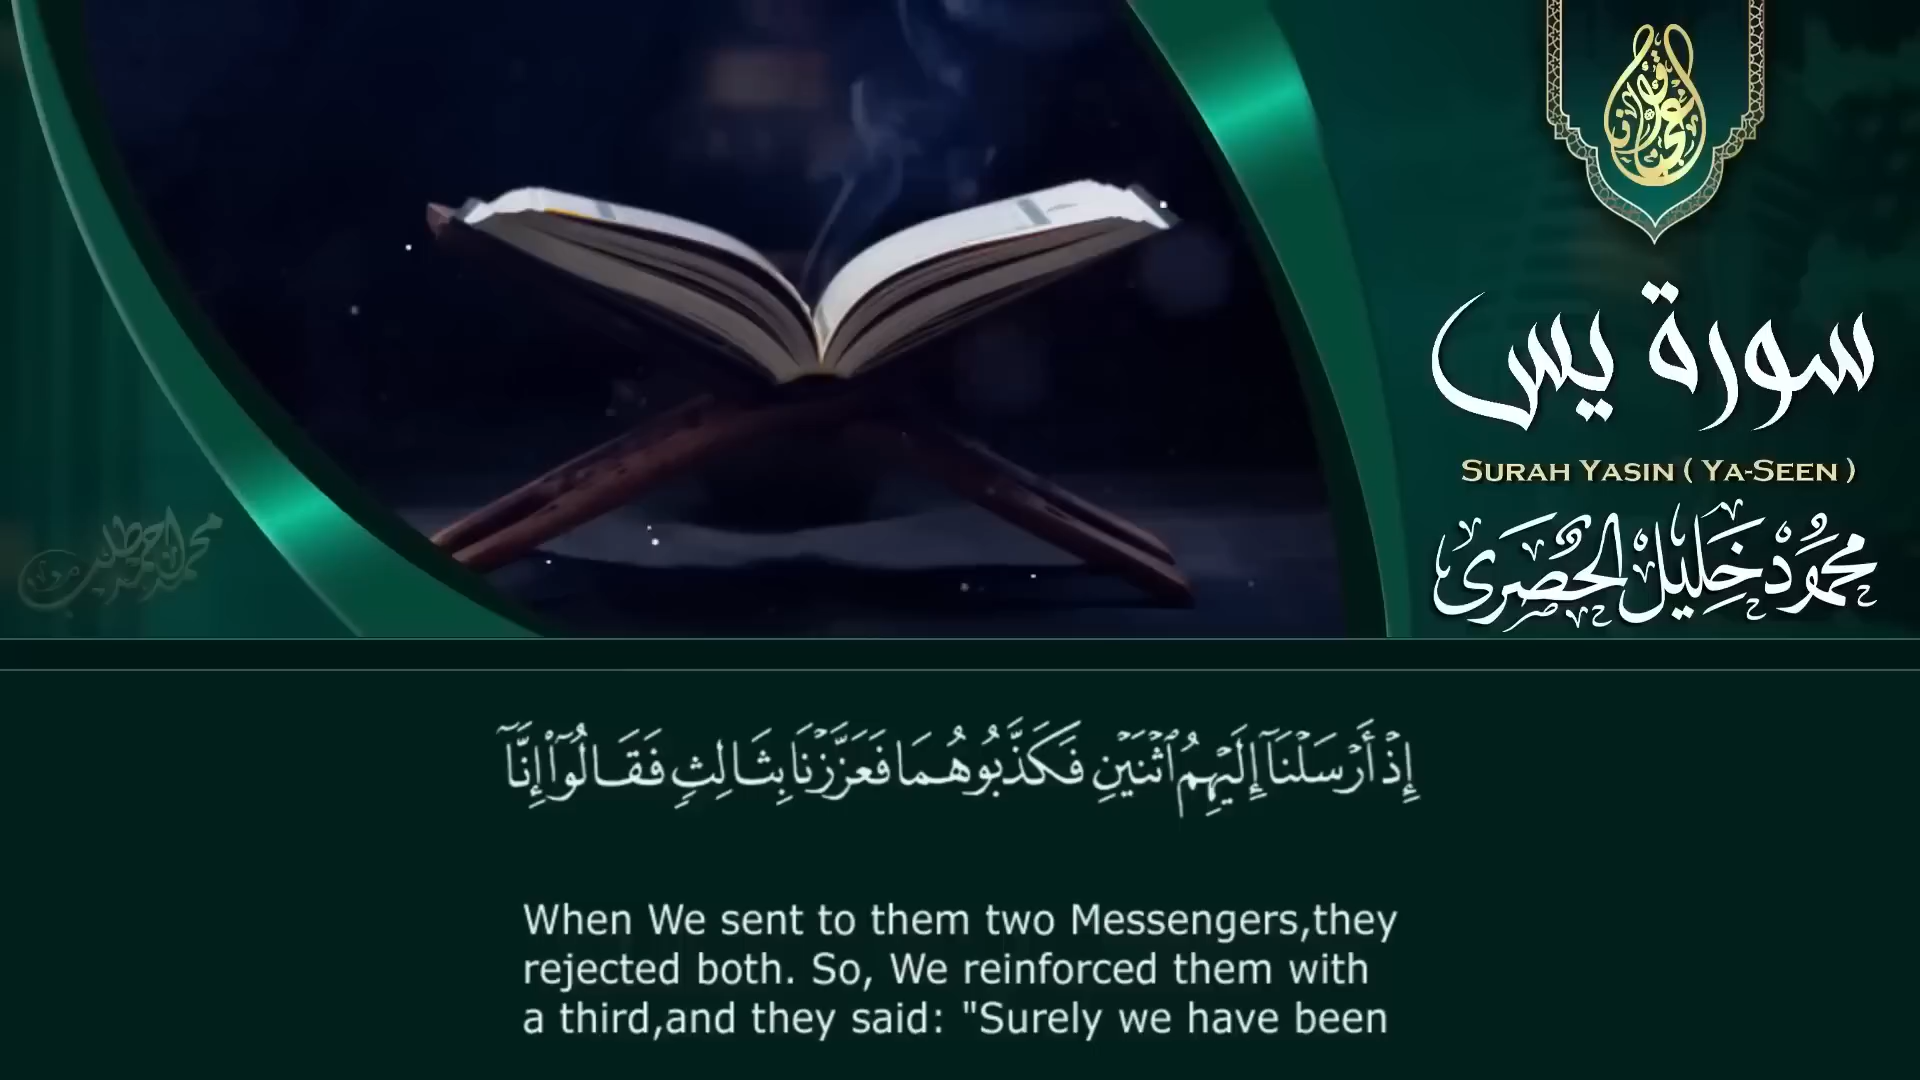 سورة يس
SURAH YASIN ( YA-SEEN )
محمود خليل الحصرى
إِذْ أَرْسَلْنَآ إِلَيْهِمُ ٱثْنَيْنِ فَكَذَّبُوهُمَا فَعَزَّزْنَا بِثَالِثٍ فَقَالُوٓا۟ إِنَّآ
When We sent to them two Messengers,they
rejected both. So, We reinforced them with
a third,and they said: "Surely we have been